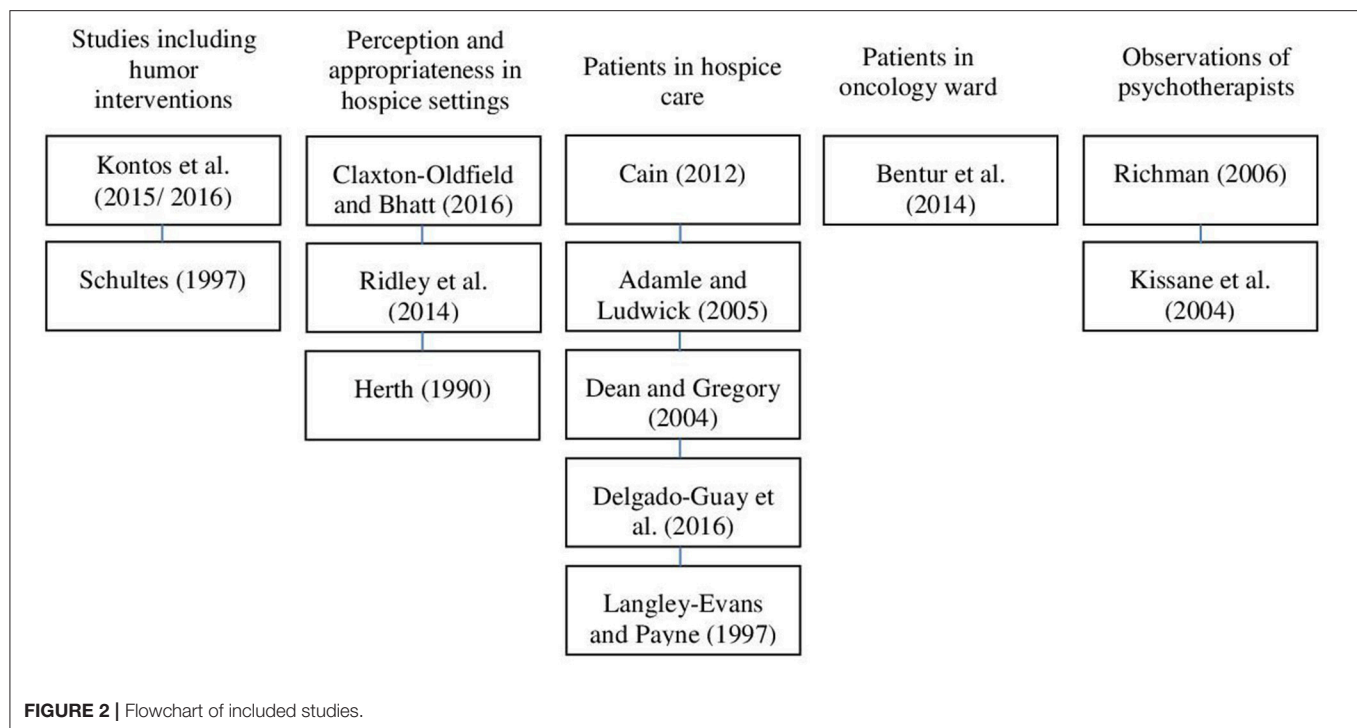 Studies including
humor
interventions
Kontos et al.
(2015/ 2016)
Schultes (1997)
Perception and
appropriateness in
hospice settings
Claxton-Oldfield
and Bhatt (2016)
Ridley et al.
(2014)
Herth (1990)
Patients in hospice
care
Cain (2012)
Adamle and
Ludwick (2005)
Dean and Gregory
(2004)
Delgado-Guay et
al. (2016)
Langley-Evans
and Payne (1997)
Patients in
oncology ward
Bentur et al.
(2014)
Observations of
psychotherapists
Richman (2006)
Kissane et al.
(2004)
FIGURE 2 | Flowchart of included studies.